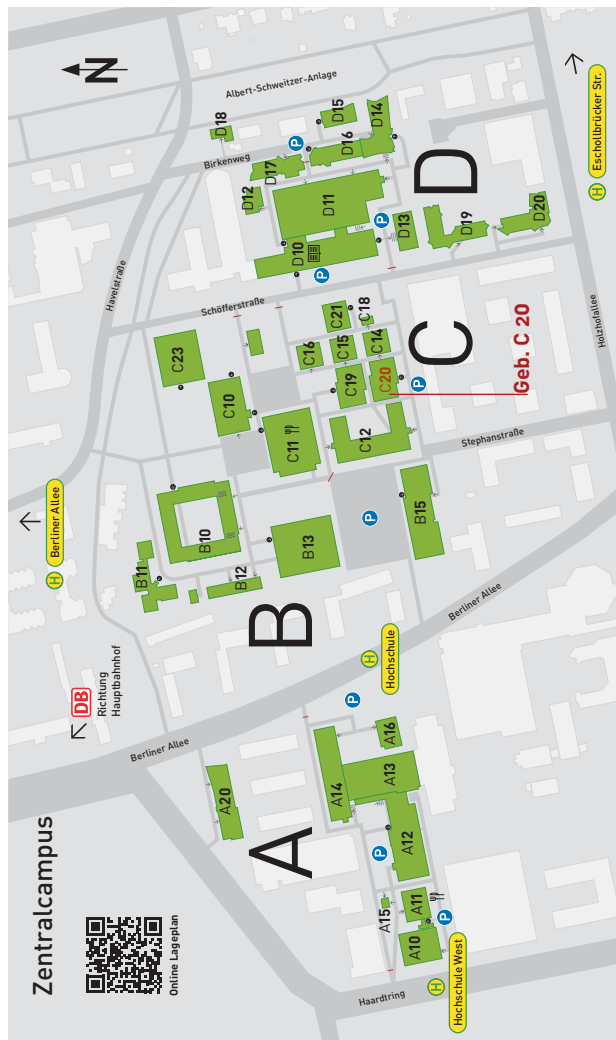 Zentralcampus
Online Lageplan
N
DB
Richtung
Hauptbahnhof
H
Berliner Allee
Berliner Allee
Havelstraße
Birkenweg
Albert-Schweitzer-Anlage
Schöfferstraße
Haardtring
H
Hochschule West
H
Hochschule
Berliner Allee
Stephanstraße
Holzhofallee
H
Eschollbrücker Str.
A
A10
A11
A12
A13
A14
A15
A16
A20
P
P
P
B
B10
B11
B12
B13
B15
P
C
C10
C11
C12
C14
C15
C16
C18
C19
C20
C21
C23
P
Geb. C 20
D
D10
D11
D12
D13
D14
D15
D16
D17
D18
D19
D20
P
P
P